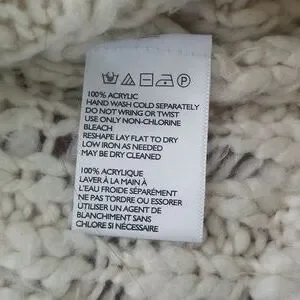 100% ACRYLIC
HAND WASH COLD SEPARATELY
DO NOT WRING OR TWIST
USE ONLY NON-CHLORINE
BLEACH
RESHAPE LAY FLAT TO DRY
LOW IRON AS NEEDED
MAY BE DRY CLEANED
100% ACRYLIQUE
LAVER À LA MAIN À
L'EAU FROIDE SÉPARÉMENT
NE PAS TORDRE OU ESSORER
UTILISER UN AGENT DE
BLANCHIMENT SANS
CHLORE SI NÉCESSAIRE